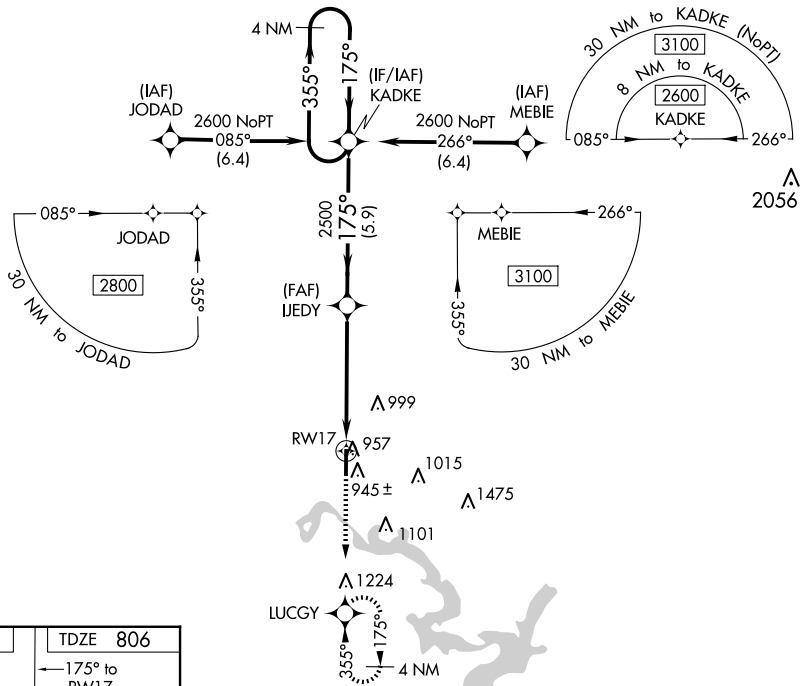 4 NM
355°
175°
(IF/IAF)
KADKE
(IAF)
JODAD
2600 NoPT
085°
(6.4)
2600 NoPT
266°
(6.4)
(IAF)
MEBIE
30 NM to KADKE (NoPT)
3100
8 NM to KADKE
2600
KADKE
085°
266°
2056
085°
JODAD
2800
355°
30 NM to JODAD
2500
175°
(5.9)
266°
MEBIE
3100
355°
30 NM to MEBIE
(FAF)
IJEDY
999
RW17
957
945 ±
1015
1475
1101
1224
LUCGY
355°
175°
4 NM
TDZE 806
175° to
RW17